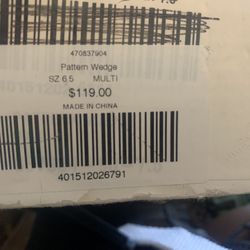 470837904
Pattern Wedge
SZ 6.5 MULTI
$119.00
MADE IN CHINA
401512026791